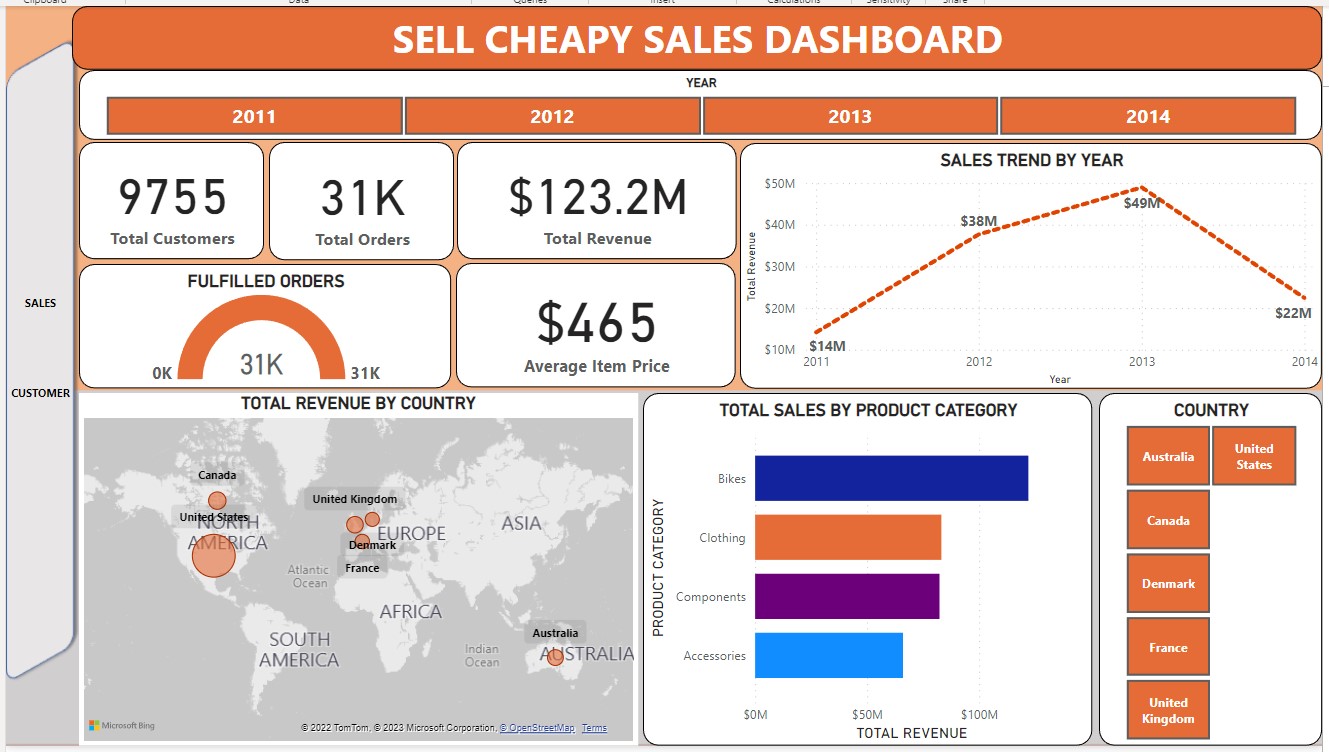 Clipboard
Data
Queries
Insert
Calculations
Sensitivity
Share
SELL CHEAPY SALES DASHBOARD
YEAR
2011
2012
2013
2014
9755
Total Customers
31K
Total Orders
$123.2M
Total Revenue
FULFILLED ORDERS
0K
31K
31K
$465
Average Item Price
SALES TREND BY YEAR
Total Revenue
$50M
$40M
$30M
$20M
$10M
$14M
$38M
$49M
$22M
2011
2012
2013
2014
Year
SALES
CUSTOMER
TOTAL REVENUE BY COUNTRY
Canada
United States
United Kingdom
Denmark
France
Australia
NORTH
AMERICA
EUROPE
ASIA
Atlantic
Ocean
AFRICA
SOUTH
AMERICA
Indian
Ocean
AUSTRALIA
Microsoft Bing
© 2022 TomTom, © 2023 Microsoft Corporation, © OpenStreetMap Terms
TOTAL SALES BY PRODUCT CATEGORY
PRODUCT CATEGORY
Bikes
Clothing
Components
Accessories
$0M
$50M
$100M
TOTAL REVENUE
COUNTRY
Australia
United
States
Canada
Denmark
France
United
Kingdom